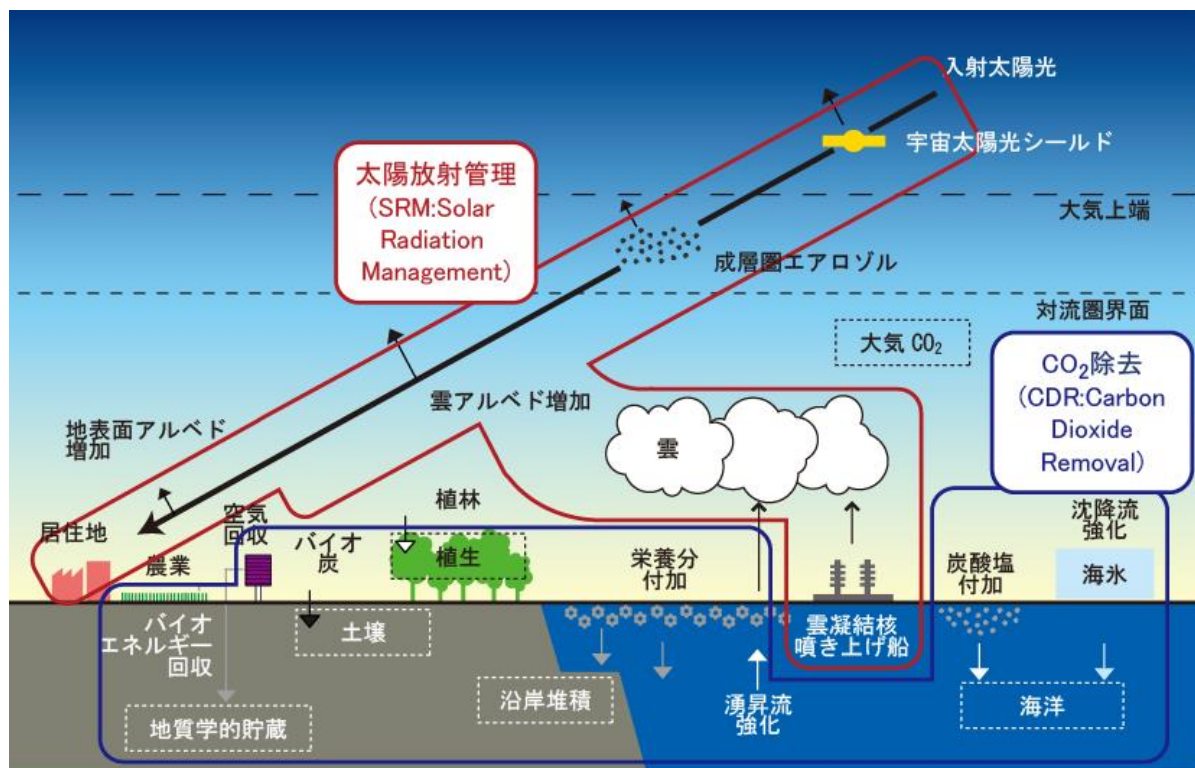 入射太陽光
宇宙太陽光シールド
太陽放射管理
(SRM:Solar
Radiation
Management)
大気上端
成層圏エアロゾル
対流圏界面
大気 CO₂
CO₂除去
(CDR:Carbon
Dioxide
Removal)
雲アルベド増加
地表面アルベド
増加
雲
居住地
農業
空気
回収
バイオ
炭
植林
植生
栄養分
付加
炭酸塩
付加
沈降流
強化
海氷
バイオ
エネルギー
回収
土壌
雲凝結核
噴き上げ船
地質学的貯蔵
沿岸堆積
湧昇流
強化
海洋